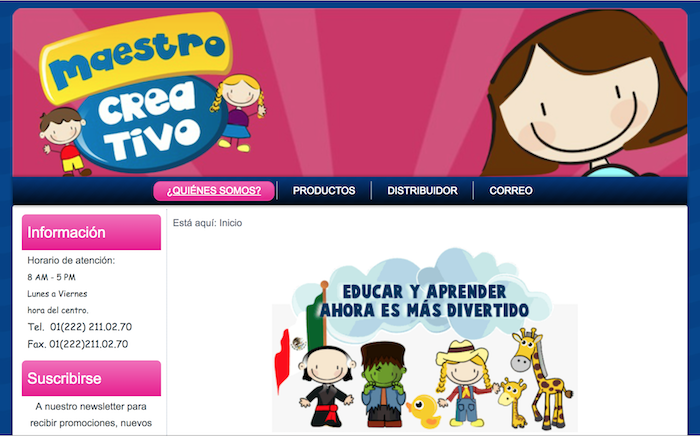 Maestro
CREA
TIVO
¿QUIÉNES SOMOS?
PRODUCTOS
DISTRIBUIDOR
CORREO
Información
Horario de atención:
8 AM - 5 PM
Lunes a Viernes
hora del centro.
Tel.  01(222) 211.02.70
Fax. 01(222)211.02.70
Suscribirse
A nuestro newsletter para
recibir promociones, nuevos
Está aquí: Inicio
EDUCAR Y APRENDER
AHORA ES MÁS DIVERTIDO